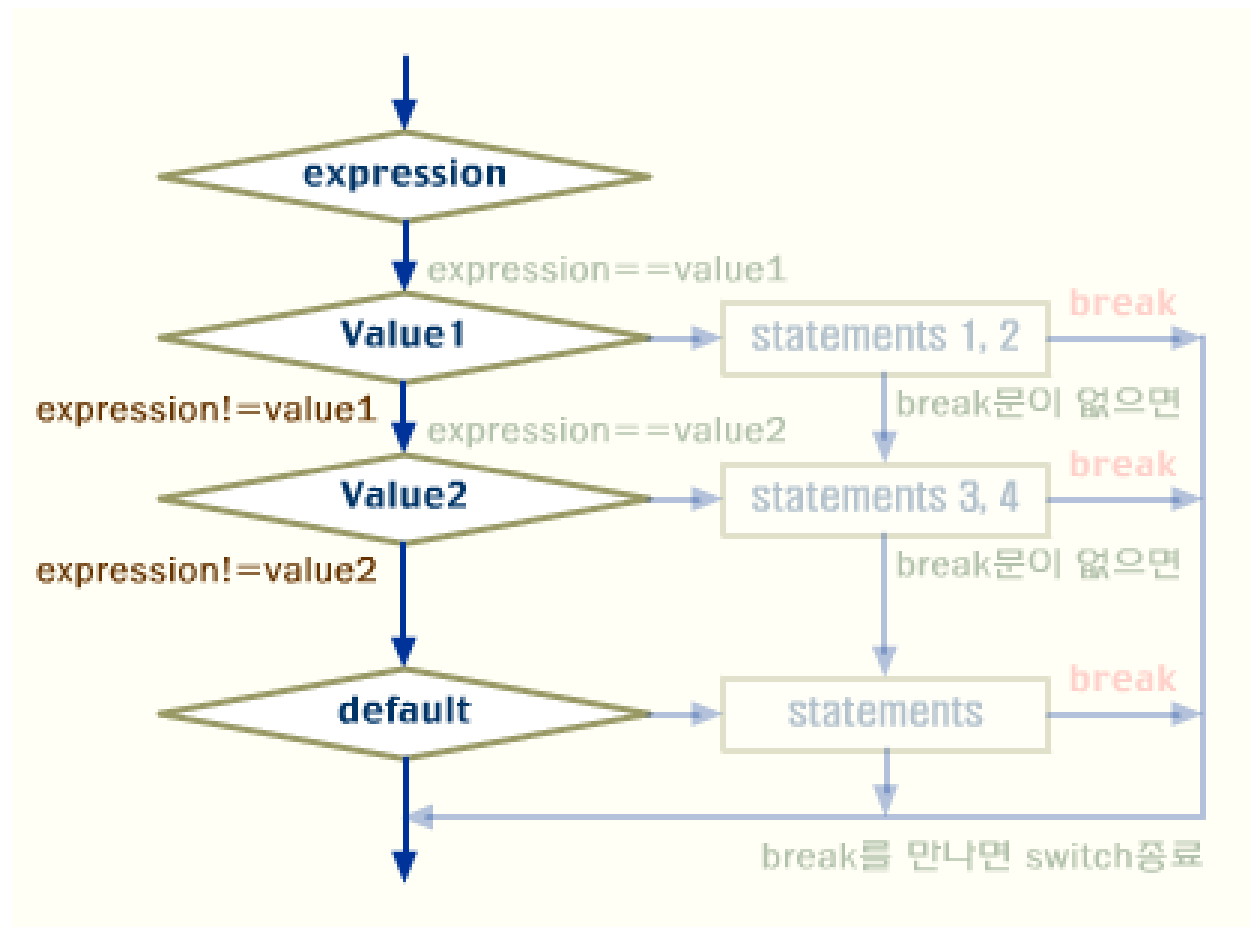 expression
expression==value1
break
Value1
statements 1, 2
expression!=value1
break문이 없으면
expression==value2
break
Value2
statements 3, 4
expression!=value2
break문이 없으면
break
default
statements
break를 만나면 switch종료